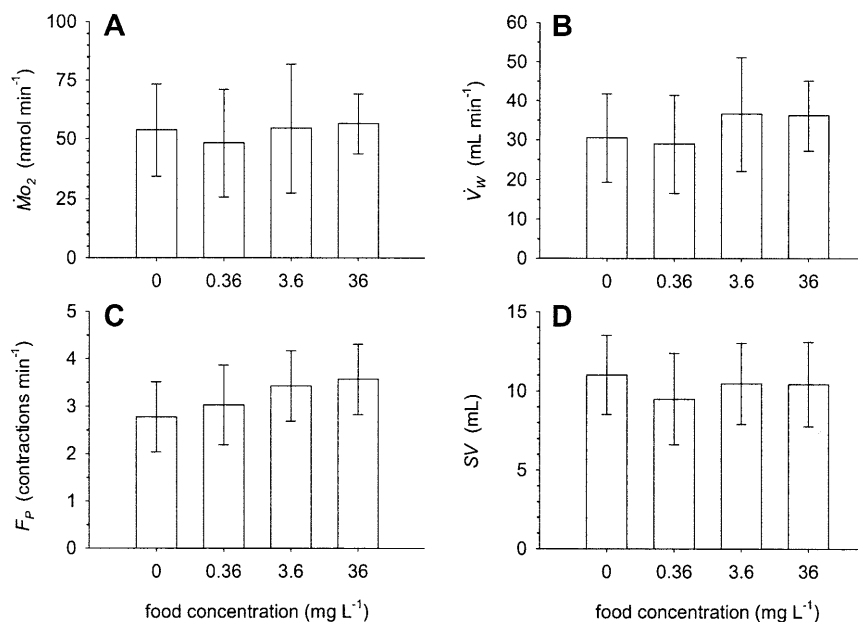 A
100
75
50
25
0
Ṁo₂ (nmol min⁻¹)
0 0.36 3.6 36
B
60
50
40
30
20
10
0
V̇w (mL min⁻¹)
0 0.36 3.6 36
C
5
4
3
2
1
0
F_P (contractions min⁻¹)
0 0.36 3.6 36
food concentration (mg L⁻¹)
D
15
10
5
0
SV (mL)
0 0.36 3.6 36
food concentration (mg L⁻¹)